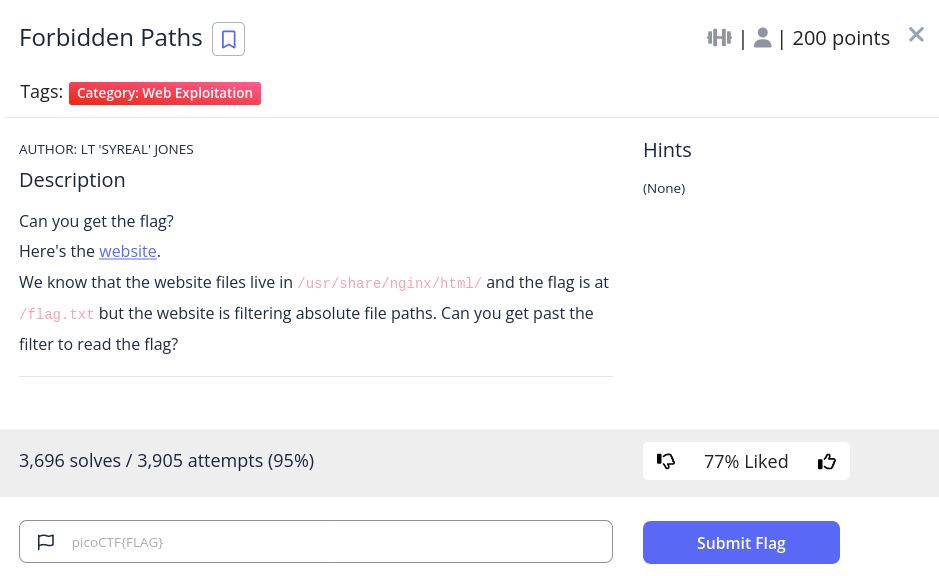 Forbidden Paths
| | 200 points
Tags: Category: Web Exploitation
AUTHOR: LT 'SYREAL' JONES
Description
Can you get the flag?
Here's the website.
We know that the website files live in /usr/share/nginx/html/ and the flag is at
/flag.txt but the website is filtering absolute file paths. Can you get past the
filter to read the flag?
Hints
(None)
3,696 solves / 3,905 attempts (95%)
77% Liked
picoCTF{FLAG}
Submit Flag